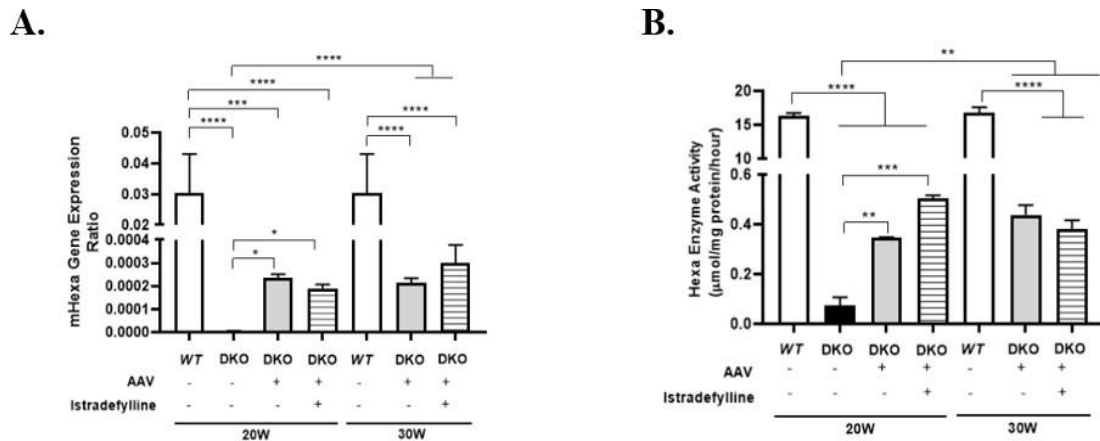 A.
mHexa Gene Expression
Ratio
0.05
0.04
0.03
0.02
0.0004
0.0003
0.0002
0.0001
0.0000
****
****
***
****
****
****
*
*
WT DKO DKO DKO WT DKO DKO
AAV - - + + - + +
Istradefylline - - - + - - +
20W 30W
B.
Hexa Enzyme Activity
(μmol/mg protein/hour)
20
15
10
0.6
0.4
0.2
0.0
**
****
****
***
**
WT DKO DKO DKO WT DKO DKO
AAV - - + + - + +
Istradefylline - - - + - - +
20W 30W